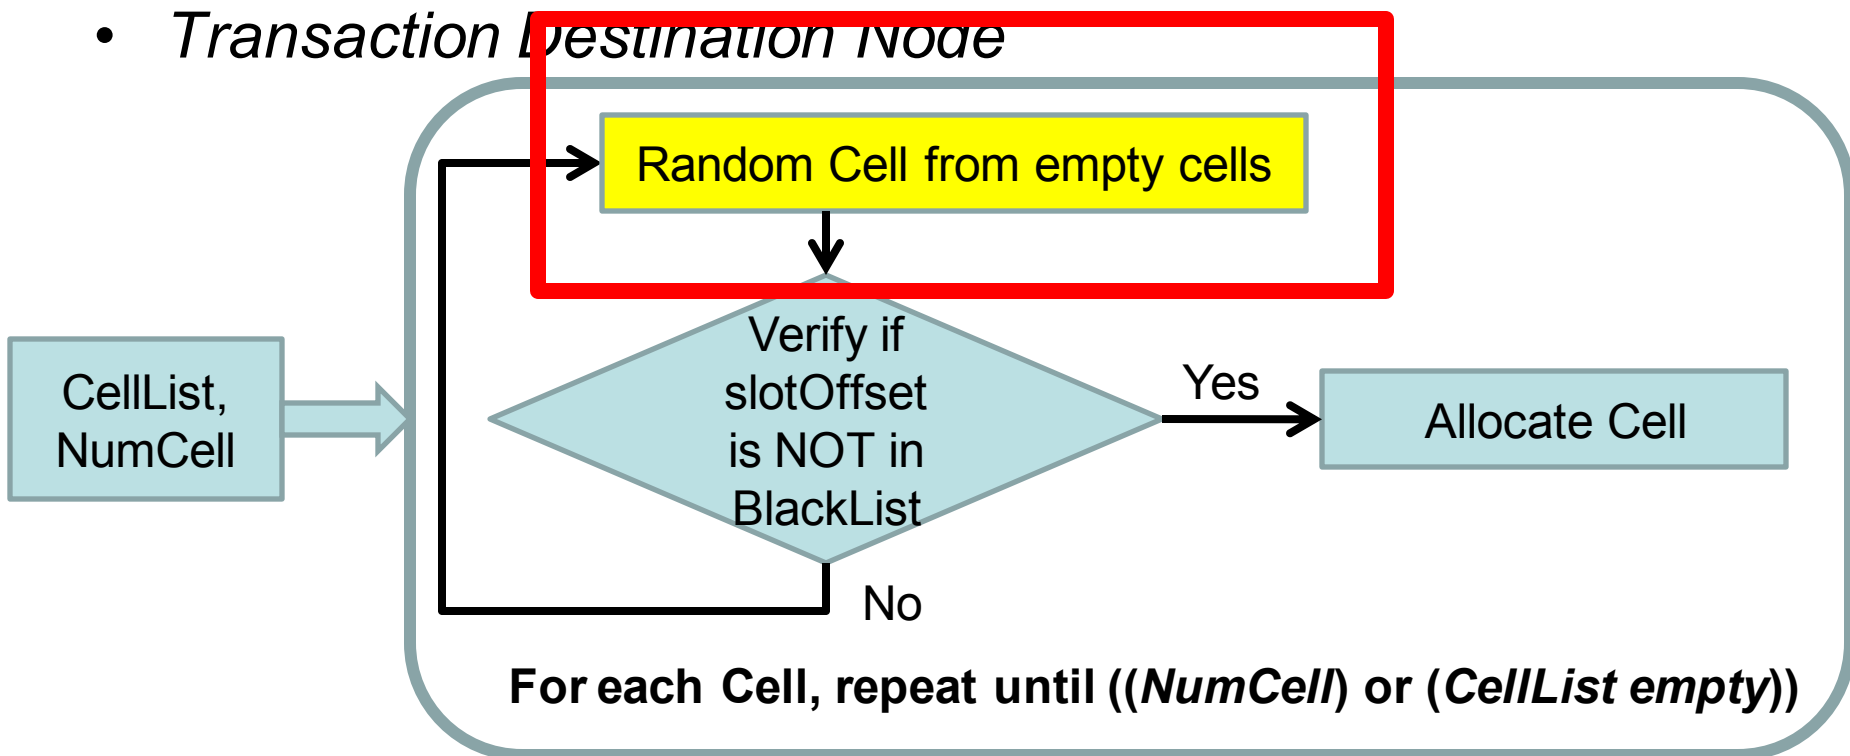 • Transaction Destination Node
Random Cell from empty cells
CellList,
NumCell
Verify if
slotOffset
is NOT in
BlackList
Yes
Allocate Cell
No
For each Cell, repeat until ((NumCell) or (CellList empty))